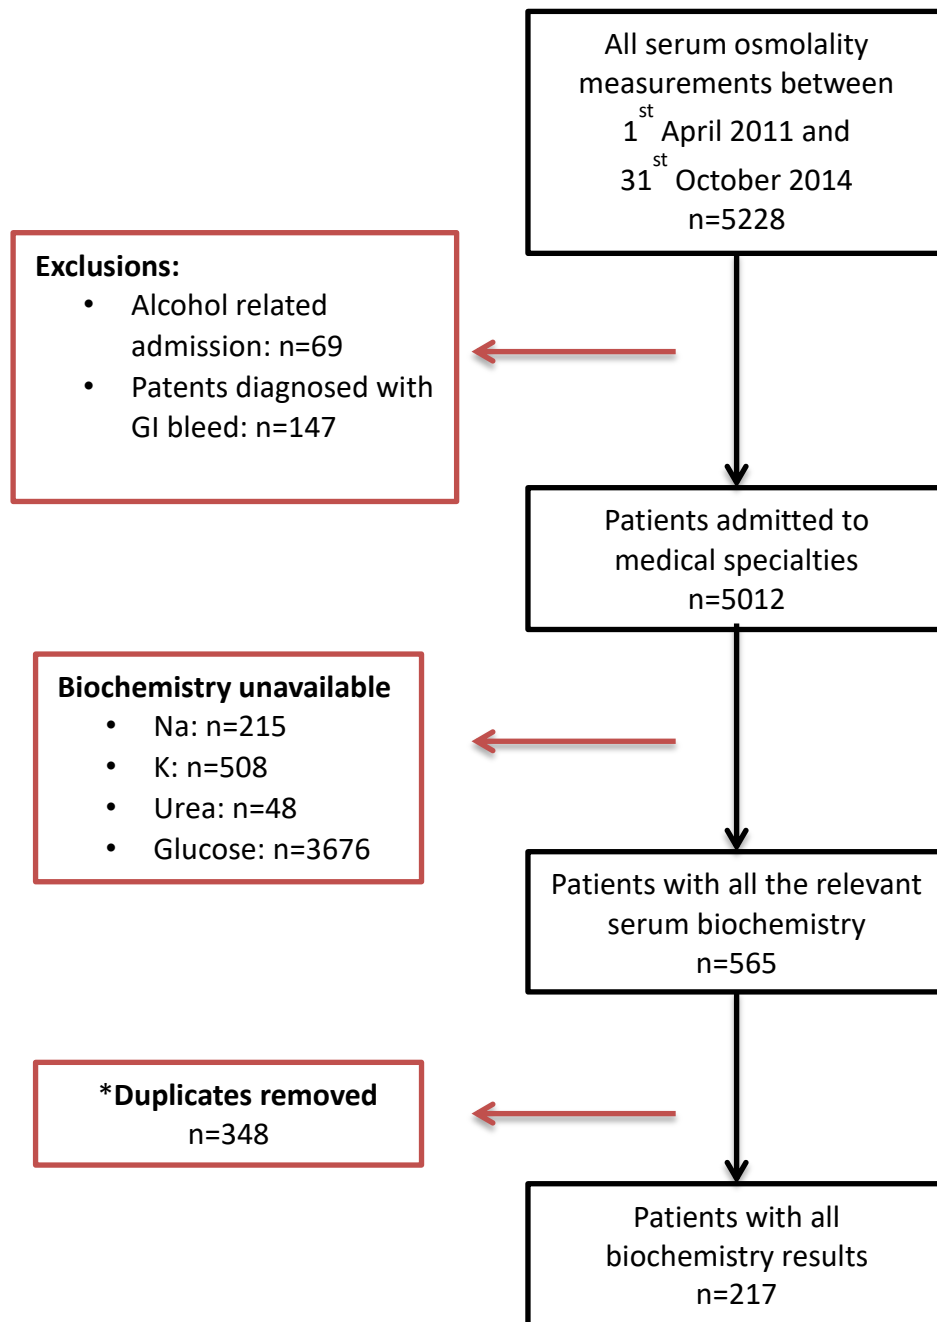 All serum osmolality
measurements between
1st April 2011 and
31st October 2014
n=5228
Exclusions:
• Alcohol related
admission: n=69
• Patents diagnosed with
GI bleed: n=147
Patients admitted to
medical specialties
n=5012
Biochemistry unavailable
• Na: n=215
• K: n=508
• Urea: n=48
• Glucose: n=3676
Patients with all the relevant
serum biochemistry
n=565
*Duplicates removed
n=348
Patients with all
biochemistry results
n=217